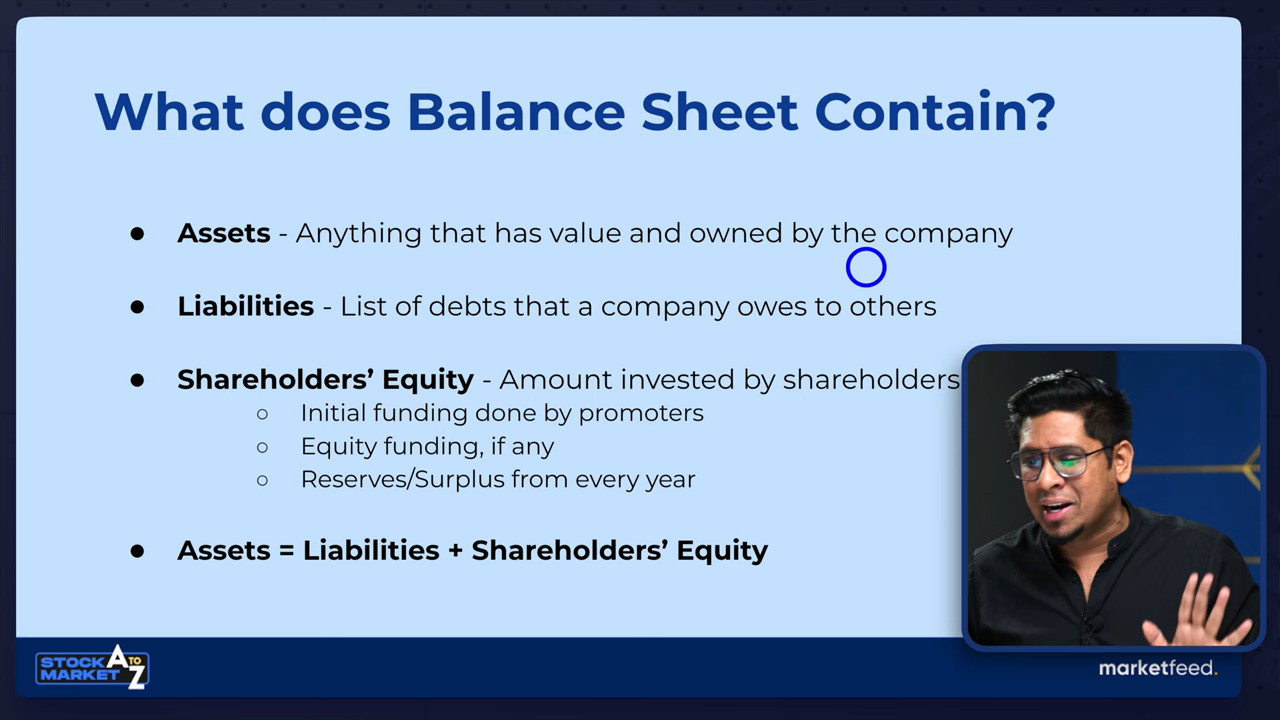 What does Balance Sheet Contain?
● Assets - Anything that has value and owned by the company
● Liabilities - List of debts that a company owes to others
● Shareholders’ Equity - Amount invested by shareholders
○ Initial funding done by promoters
○ Equity funding, if any
○ Reserves/Surplus from every year
● Assets = Liabilities + Shareholders’ Equity
STOCK A TO Z
MARKET
marketfeed.